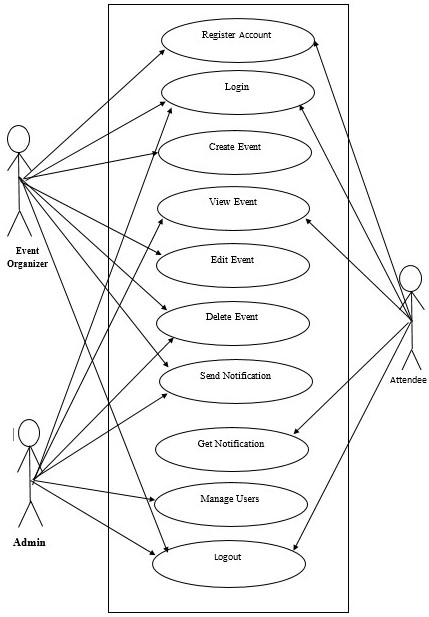 Register Account
Login
Create Event
View Event
Event
Organizer
Edit Event
Delete Event
Attendee
Send Notification
Get Notification
Manage Users
Admin
Logout